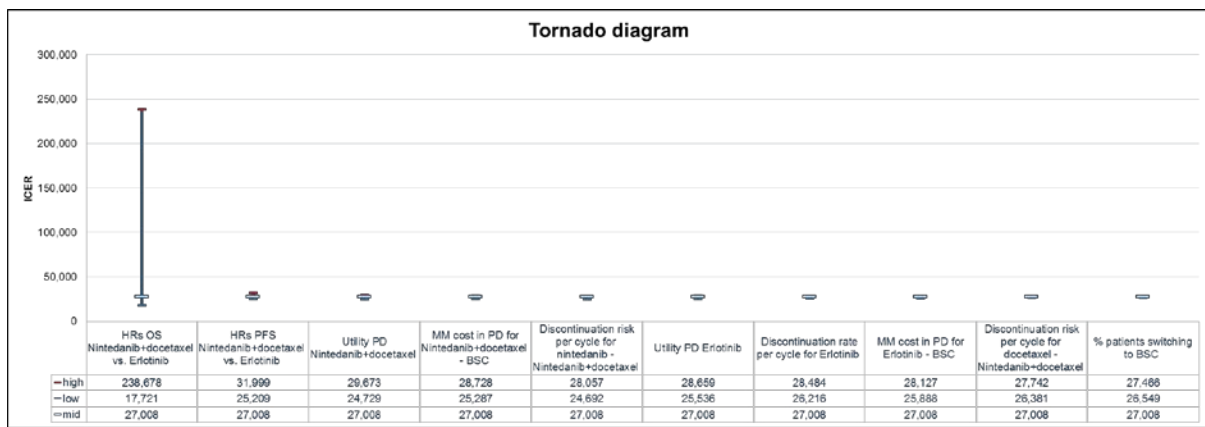 Tornado diagram
300,000
250,000
200,000
150,000
100,000
50,000
0
ICER
HRs OS
Nintedanib+docetaxel
vs. Erlotinib
HRs PFS
Nintedanib+docetaxel
vs. Erlotinib
Utility PD
Nintedanib+docetaxel
MM cost in PD for
Nintedanib+docetaxel
- BSC
Discontinuation risk
per cycle for
nintedanib -
Nintedanib+docetaxel
Utility PD Erlotinib
Discontinuation rate
per cycle for Erlotinib
MM cost in PD for
Erlotinib - BSC
Discontinuation risk
per cycle for
docetaxel -
Nintedanib+docetaxel
% patients switching
to BSC
high 238,678 31,999 29,673 28,728 28,057 28,659 28,484 28,127 27,742 27,466
low 17,721 25,209 24,729 25,287 24,692 25,536 26,216 25,888 26,381 26,549
mid 27,008 27,008 27,008 27,008 27,008 27,008 27,008 27,008 27,008 27,008